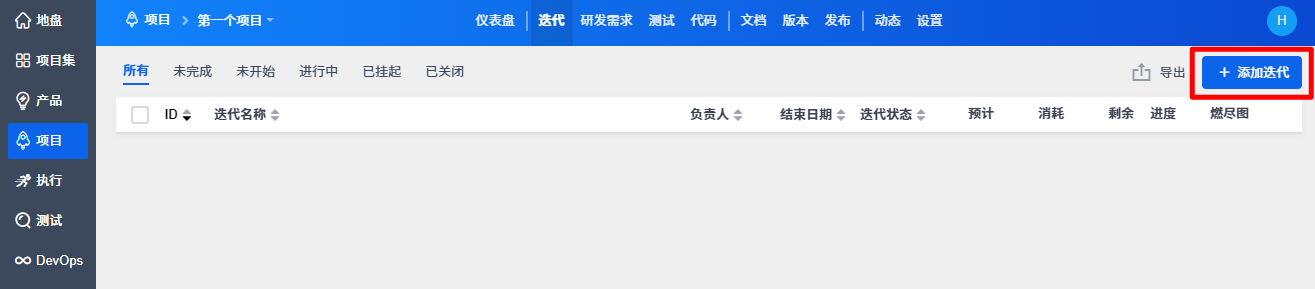 地盘
项目集
产品
项目
执行
测试
DevOps
项目 第一个项目
仪表盘 迭代 研发需求 测试 代码 文档 版本 发布 动态 设置
H
所有 未完成 未开始 进行中 已挂起 已关闭
导出 + 添加迭代
ID 迭代名称 负责人 结束日期 迭代状态 预计 消耗 剩余 进度 燃尽图